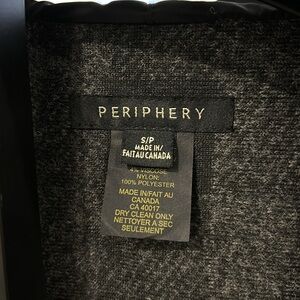 PERIPHERY
S/P
MADE IN/
FAIT AU CANADA
4% VISCOSE
NYLON:
100% POLYESTER
MADE IN/FAIT AU
CANADA
CA 40017
DRY CLEAN ONLY
NETTOYER A SEC
SEULEMENT